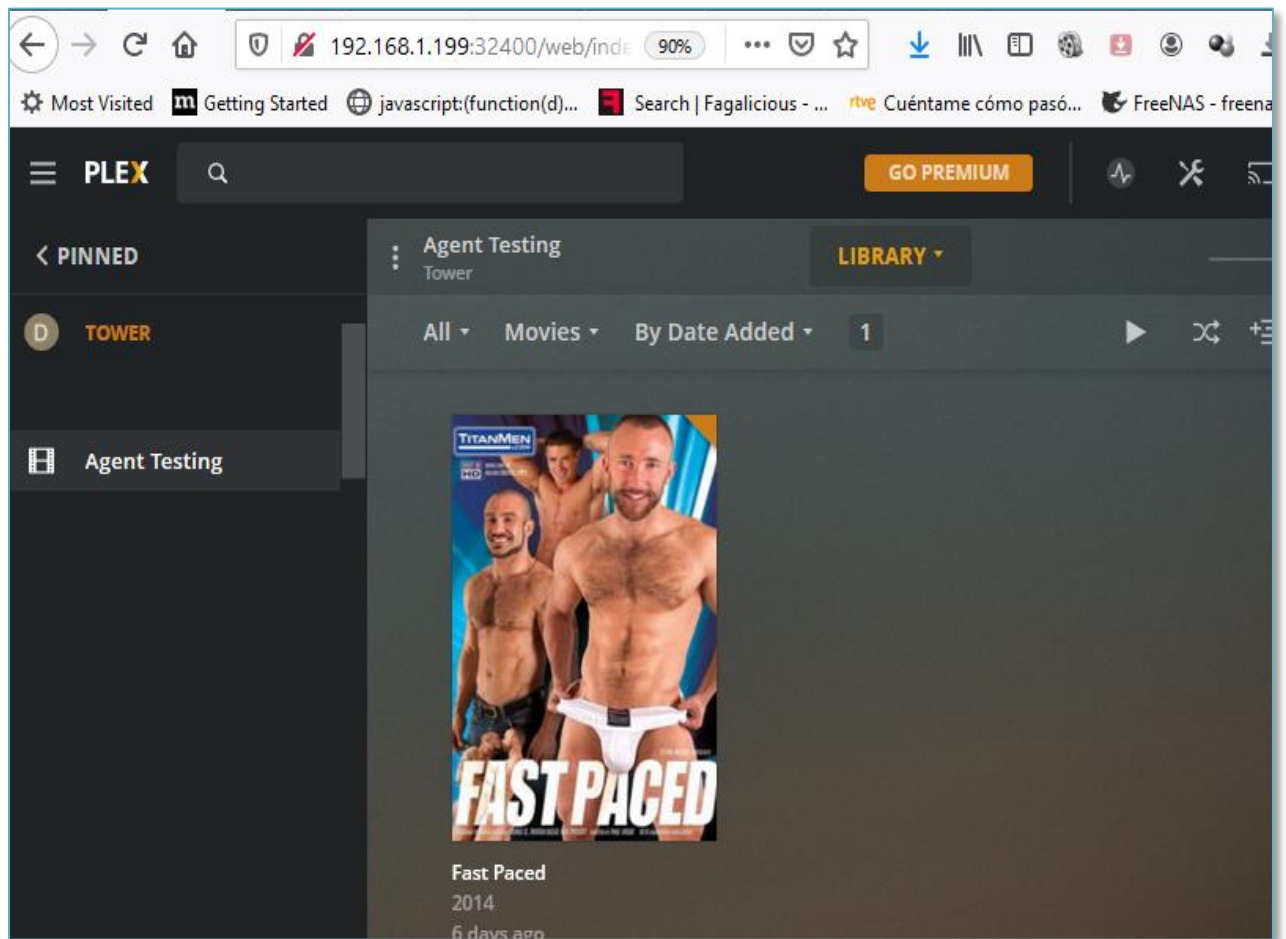 192.168.1.199:32400/web/inde 90%
Most Visited m Getting Started javascript:(function(d)... Search | Fagalicious - ... rtve Cuéntame cómo pasó... FreeNAS - freena
PLEX GO PREMIUM
PINNED
Agent Testing
Tower
LIBRARY
D TOWER
All Movies By Date Added 1
Agent Testing
TITANMEN
HD
FAST PACED
Fast Paced
2014
6 days ago